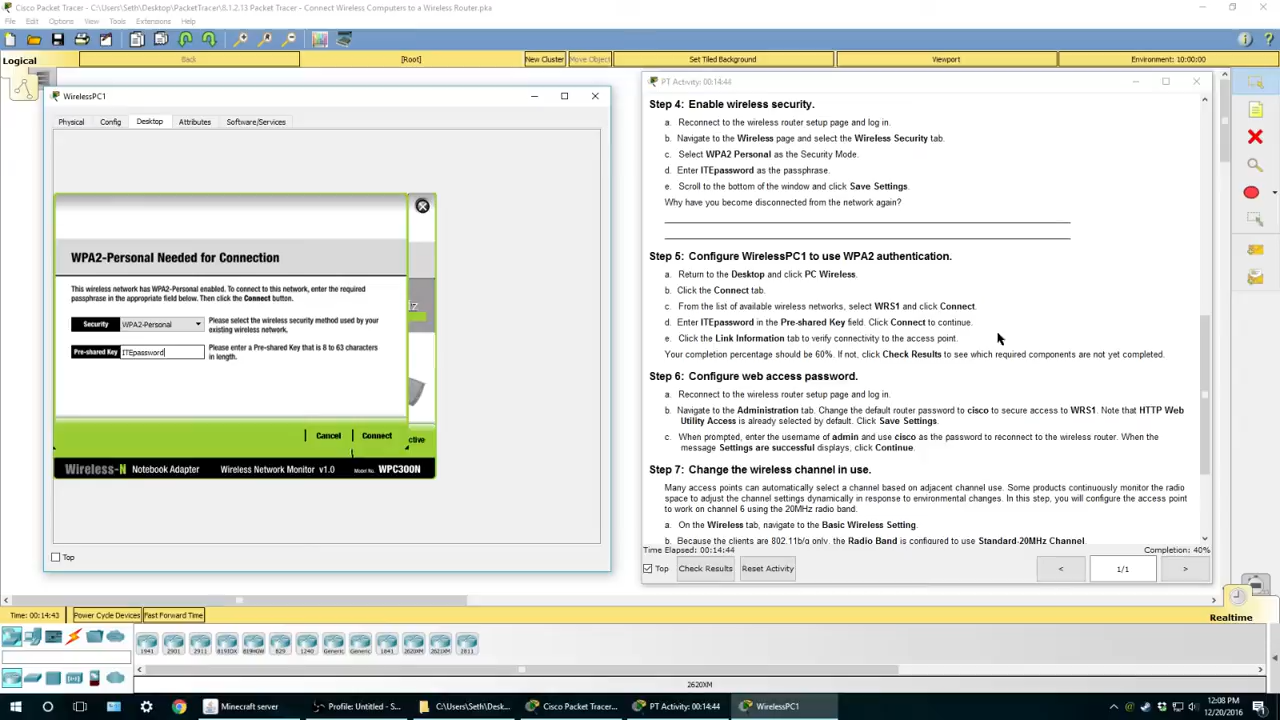 Cisco Packet Tracer - C:\Users\Seth\Desktop\PacketTracer\8.1.2.13 Packet Tracer - Connect Wireless Computers to a Wireless Router.pka
File Edit Options View Tools Extensions Help
Logical Back [Root] New Cluster Move Object Set Tiled Background Viewport Environment: 10:00:00
WirelessPC1
Physical Config Desktop Attributes Software/Services
WPA2-Personal Needed for Connection
This wireless network has WPA2-Personal enabled. To connect to this network, enter the required
passphrase in the appropriate field below. Then click the Connect button.
Security WPA2-Personal Please select the wireless security method used by your
existing wireless network.
Pre-shared Key ITEpassword Please enter a Pre-shared Key that is 8 to 63 characters
in length.
Cancel Connect
Wireless-N Notebook Adapter Wireless Network Monitor v1.0 Model No. WPC300N
Top
PT Activity: 00:14:44
Step 4: Enable wireless security.
a. Reconnect to the wireless router setup page and log in.
b. Navigate to the Wireless page and select the Wireless Security tab.
c. Select WPA2 Personal as the Security Mode.
d. Enter ITEpassword as the passphrase.
e. Scroll to the bottom of the window and click Save Settings.
Why have you become disconnected from the network again?
Step 5: Configure WirelessPC1 to use WPA2 authentication.
a. Return to the Desktop and click PC Wireless.
b. Click the Connect tab.
c. From the list of available wireless networks, select WRS1 and click Connect.
d. Enter ITEpassword in the Pre-shared Key field. Click Connect to continue.
e. Click the Link Information tab to verify connectivity to the access point.
Your completion percentage should be 60%. If not, click Check Results to see which required components are not yet completed.
Step 6: Configure web access password.
a. Reconnect to the wireless router setup page and log in.
b. Navigate to the Administration tab. Change the default router password to cisco to secure access to WRS1. Note that HTTP Web
Utility Access is already selected by default. Click Save Settings.
c. When prompted, enter the username of admin and use cisco as the password to reconnect to the wireless router. When the
message Settings are successful displays, click Continue.
Step 7: Change the wireless channel in use.
Many access points can automatically select a channel based on adjacent channel use. Some products continuously monitor the radio
space to adjust the channel settings dynamically in response to environmental changes. In this step, you will configure the access point
to work on channel 6 using the 20MHz radio band.
a. On the Wireless tab, navigate to the Basic Wireless Setting.
b. Because the clients are 802.11b/g only, the Radio Band is configured to use Standard-20MHz Channel.
Time Elapsed: 00:14:44 Completion: 40%
Top Check Results Reset Activity < 1/1 >
Time: 00:14:43 Power Cycle Devices Fast Forward Time Realtime
1941 2901 2911 819IOX 819HGW 829 1240 Generic Generic 1841 2620XM 2621XM 2811
2620XM
Minecraft server Profile: Untitled - S... C:\Users\Seth\Desk... Cisco Packet Tracer... PT Activity: 00:14:44 WirelessPC1
12:08 PM
12/20/2016